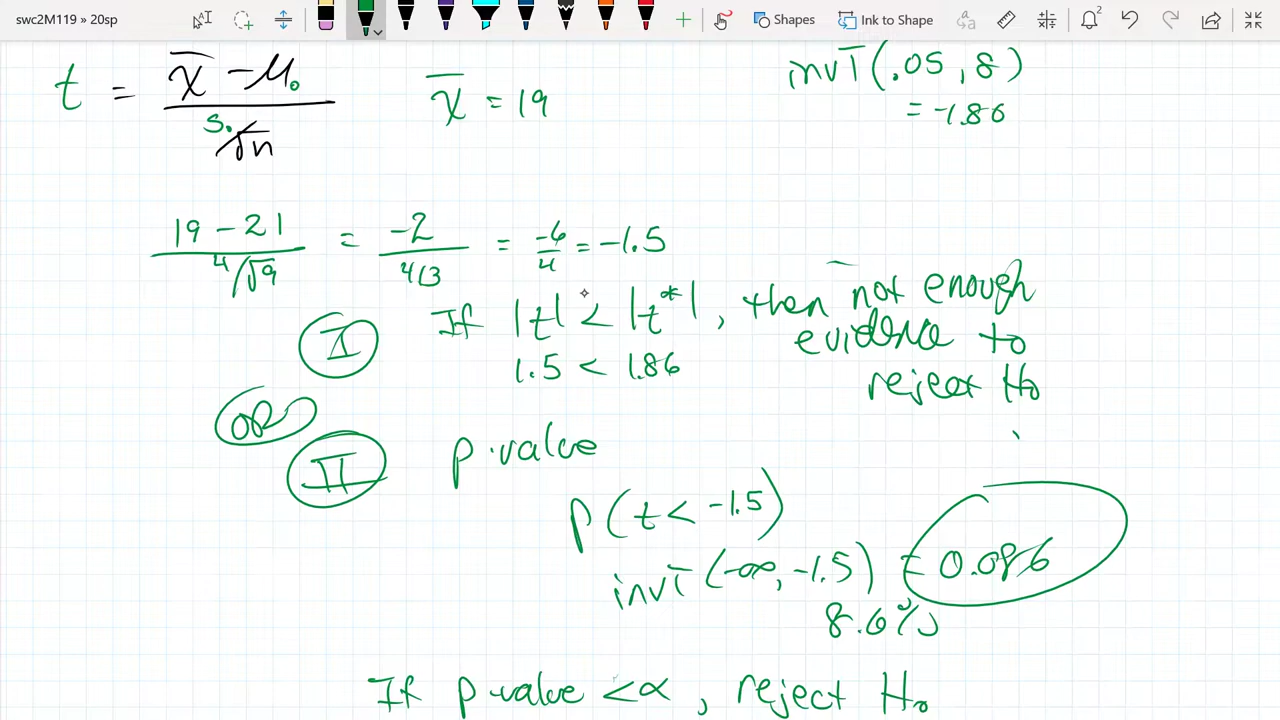 swc2M119 » 20sp
Shapes
Ink to Shape
t = (x̄ − μ₀) / (s/√n)
x̄ = 19
invT(.05, 8)
= -1.86
(19 − 21) / (4/√9) = -2 / (4/3) = -6/4 = -1.5
I If |t| < |t*|, then not enough
evidence to
1.5 < 1.86
reject H₀
OR
II p-value
p(t < -1.5)
invT(-∞, -1.5) = 0.086
8.6%
If p-value < α, reject H₀